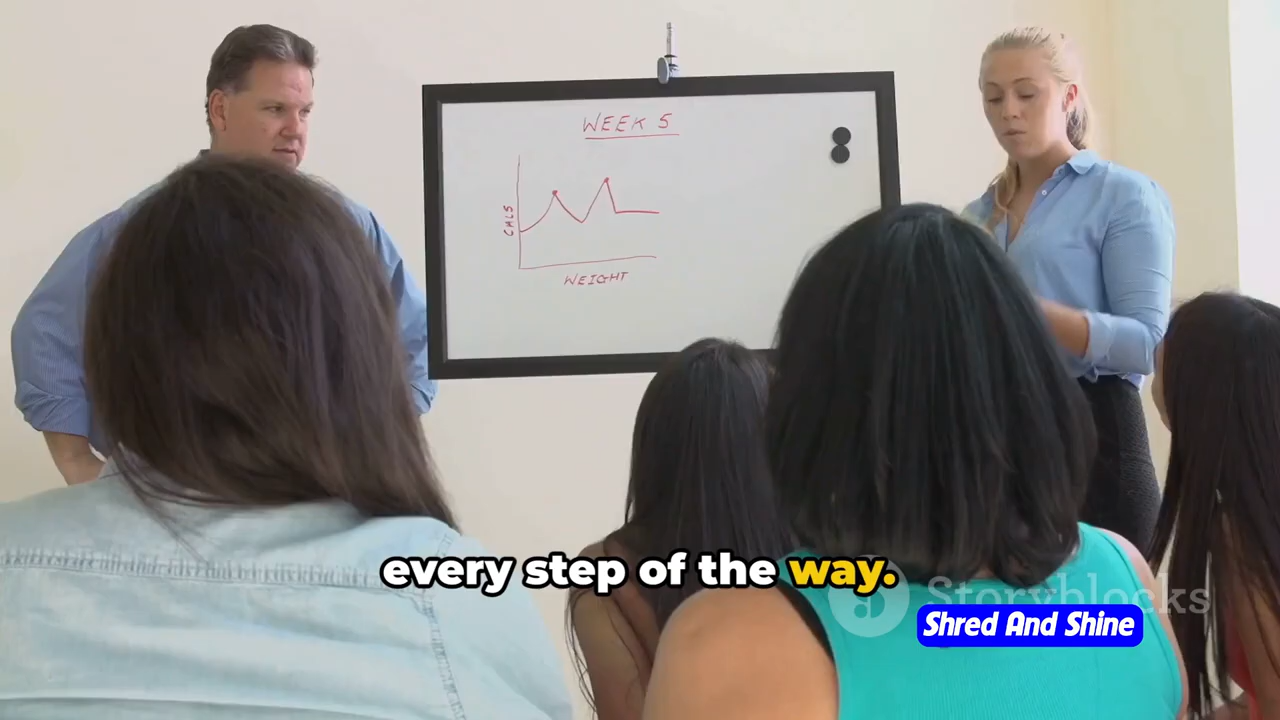 WEEK 5
CALS
WEIGHT
every step of the way.
Storyblocks
Shred And Shine